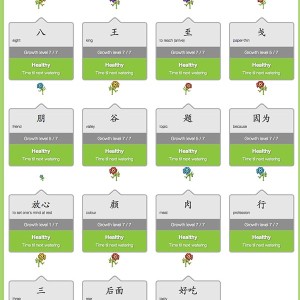 八 王 至 戋
eight king to reach (arrive) paper-thin
Growth level 7 / 7 Growth level 7 / 7 Growth level 7 / 7 Growth level 7 / 7
Healthy Healthy Healthy Healthy
Time till next watering Time till next watering Time till next watering Time till next watering
朋 谷 题 因为
friend valley topic because
Growth level 6 / 7 Growth level 7 / 7 Growth level 7 / 7 Growth level 7 / 7
Healthy Healthy Healthy Healthy
Time till next watering Time till next watering Time till next watering Time till next watering
放心 颜 肉 行
to set one's mind at rest colour meat profession
Growth level 7 / 7 Growth level 7 / 7 Growth level 7 / 7 Growth level 7 / 7
Healthy Healthy Healthy Healthy
Time till next watering Time till next watering Time till next watering Time till next watering
三 后面 好吃
three rear tasty